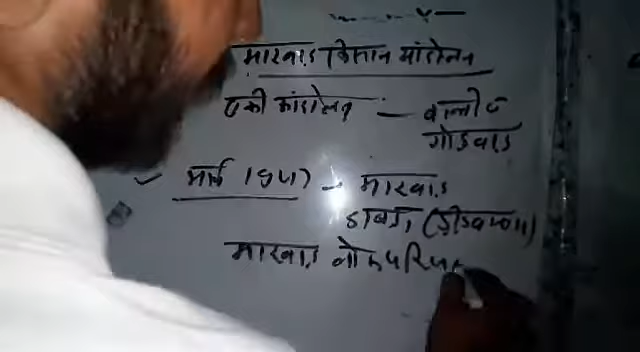 मारवाड़ किसान आंदोलन
एकी आंदोलन — बाली व
गोडवाड़
मार्च 1947 - मारवाड़
डाबड़ा (डीडवाणा)
मारवाड़ लोक परिषद